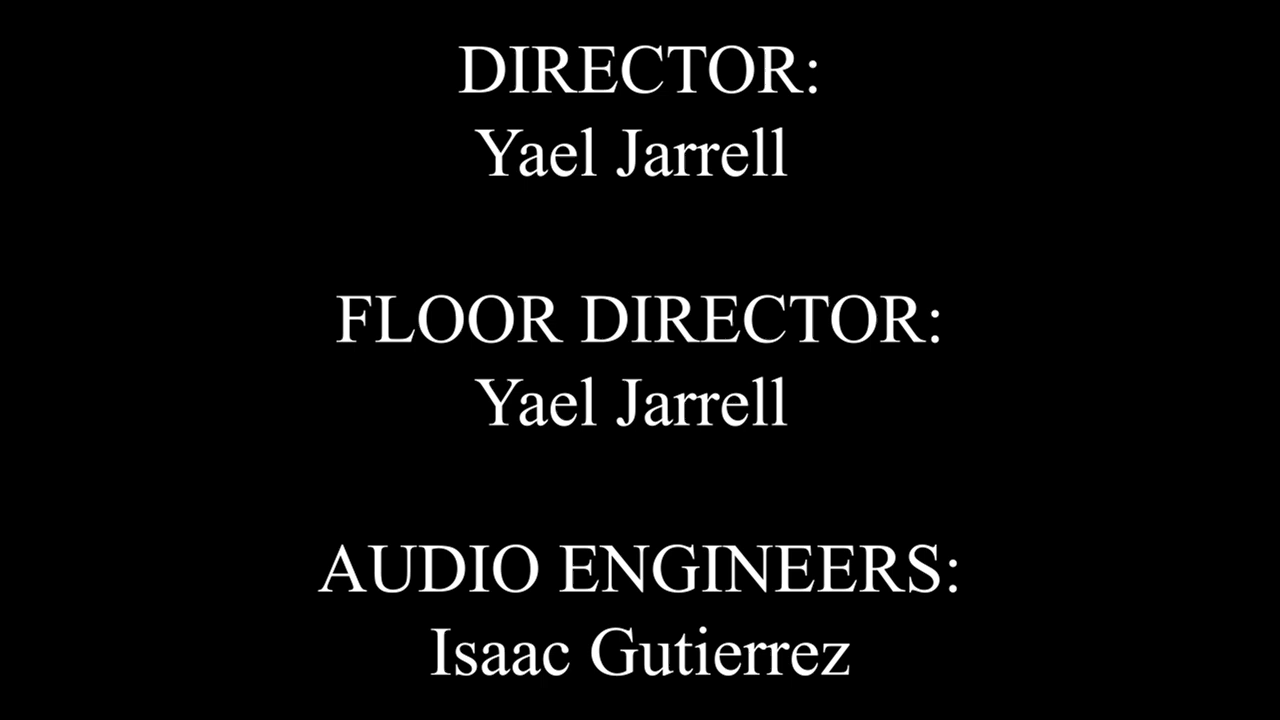 DIRECTOR:
Yael Jarrell
FLOOR DIRECTOR:
Yael Jarrell
AUDIO ENGINEERS:
Isaac Gutierrez